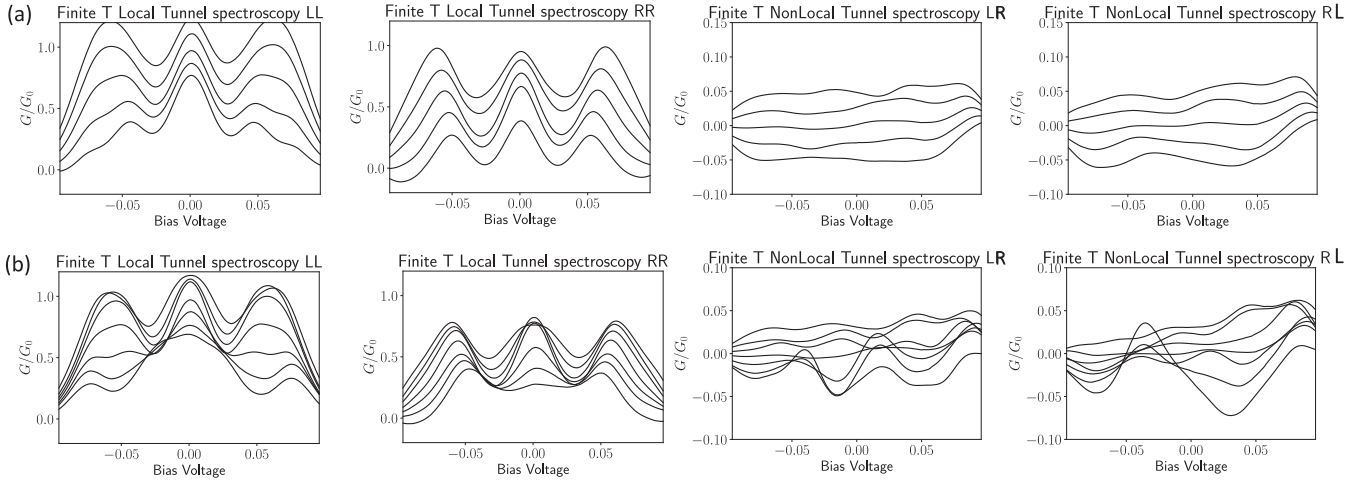 (a)
Finite T Local Tunnel spectroscopy LL
Finite T Local Tunnel spectroscopy RR
Finite T NonLocal Tunnel spectroscopy LR
Finite T NonLocal Tunnel spectroscopy R L
G/G₀
1.0
0.5
0.0
−0.05 0.00 0.05
Bias Voltage
G/G₀
1.0
0.5
0.0
−0.05 0.00 0.05
Bias Voltage
G/G₀
0.15
0.10
0.05
0.00
−0.05
−0.10
−0.05 0.00 0.05
Bias Voltage
G/G₀
0.15
0.10
0.05
0.00
−0.05
−0.10
−0.05 0.00 0.05
Bias Voltage
(b)
Finite T Local Tunnel spectroscopy LL
Finite T Local Tunnel spectroscopy RR
Finite T NonLocal Tunnel spectroscopy LR
Finite T NonLocal Tunnel spectroscopy R L
G/G₀
1.0
0.5
0.0
−0.05 0.00 0.05
Bias Voltage
G/G₀
1.0
0.5
0.0
−0.05 0.00 0.05
Bias Voltage
G/G₀
0.10
0.05
0.00
−0.05
−0.10
−0.05 0.00 0.05
Bias Voltage
G/G₀
0.10
0.05
0.00
−0.05
−0.10
−0.05 0.00 0.05
Bias Voltage